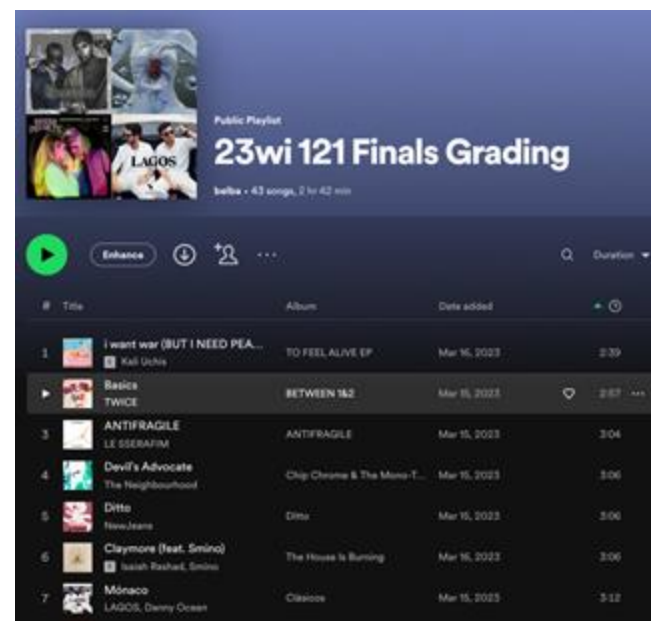 LAGOS
Public Playlist
23wi 121 Finals Grading
belba • 43 songs, 2 hr 42 min
Enhance
Duration
# Title Album Date added
1 i want war (BUT I NEED PEA... TO FEEL ALIVE EP Mar 16, 2023 2:39
E Kali Uchis
Basics BETWEEN 1&2 Mar 15, 2023 2:57
TWICE
3 ANTIFRAGILE ANTIFRAGILE Mar 15, 2023 3:04
LE SSERAFIM
4 Devil's Advocate Chip Chrome & The Mono-T... Mar 15, 2023 3:06
The Neighbourhood
5 Ditto Ditto Mar 15, 2023 3:06
NewJeans
6 Claymore (feat. Smino) The House Is Burning Mar 16, 2023 3:06
E Isaiah Rashad, Smino
7 Mónaco Clásicos Mar 15, 2023 3:12
LAGOS, Danny Ocean